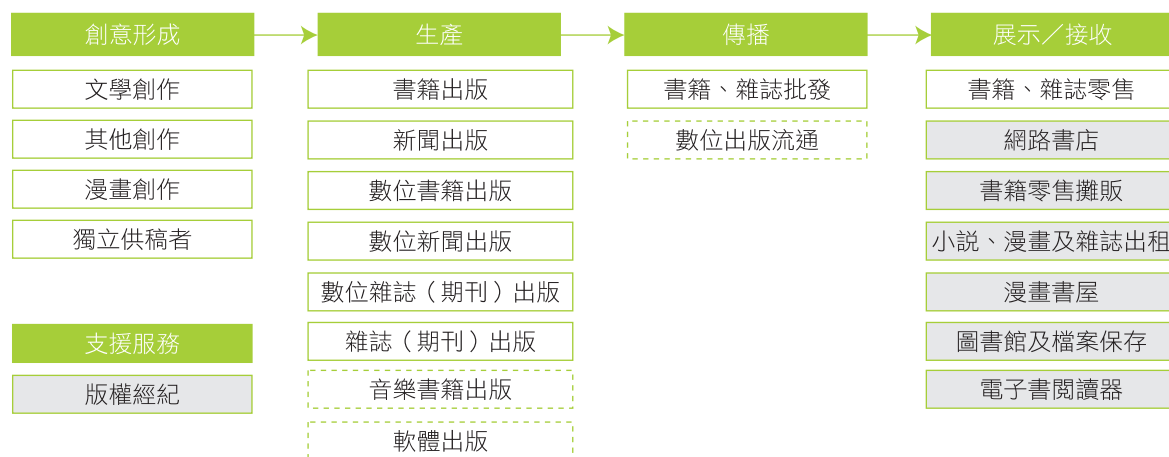 創意形成
文學創作
其他創作
漫畫創作
獨立供稿者
支援服務
版權經紀
生產
書籍出版
新聞出版
數位書籍出版
數位新聞出版
數位雜誌（期刊）出版
雜誌（期刊）出版
音樂書籍出版
軟體出版
傳播
書籍、雜誌批發
數位出版流通
展示／接收
書籍、雜誌零售
網路書店
書籍零售攤販
小說、漫畫及雜誌出租
漫畫書屋
圖書館及檔案保存
電子書閱讀器